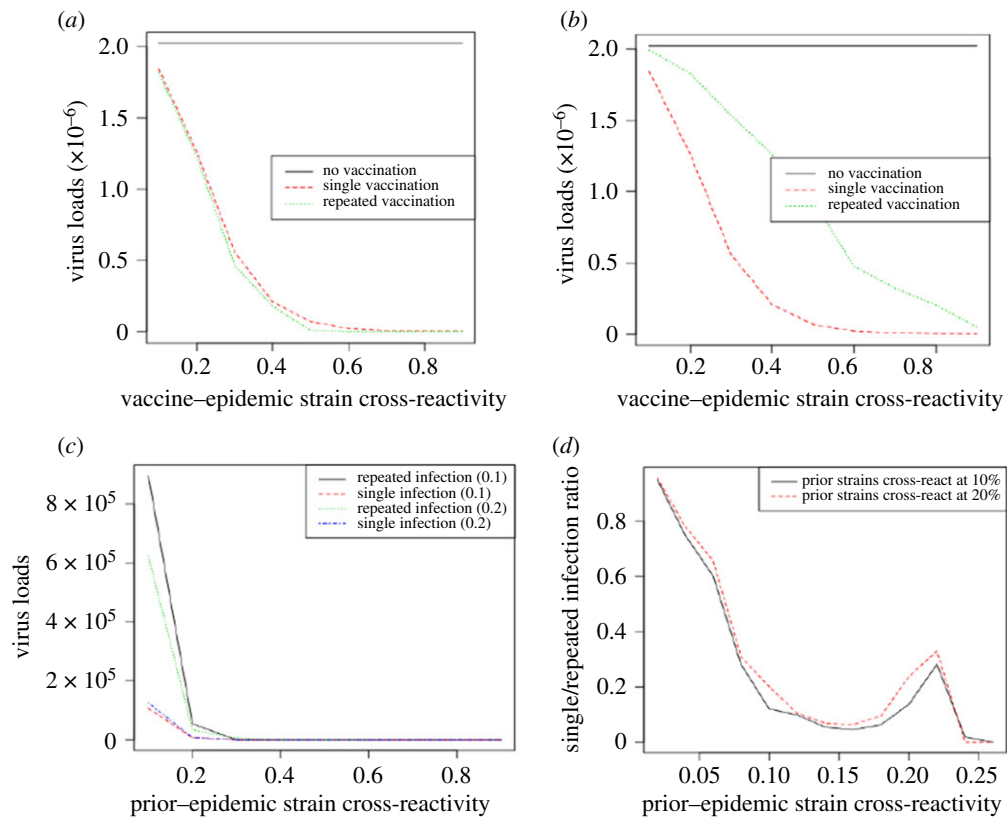 (a)
2.0
1.5
1.0
0.5
0
virus loads (×10–6)
no vaccination
single vaccination
repeated vaccination
0.2 0.4 0.6 0.8
vaccine–epidemic strain cross-reactivity
(b)
2.0
1.5
1.0
0.5
0
virus loads (×10–6)
no vaccination
single vaccination
repeated vaccination
0.2 0.4 0.6 0.8
vaccine–epidemic strain cross-reactivity
(c)
8 × 10⁵
6 × 10⁵
4 × 10⁵
2 × 10⁵
0
virus loads
repeated infection (0.1)
single infection (0.1)
repeated infection (0.2)
single infection (0.2)
0.2 0.4 0.6 0.8
prior–epidemic strain cross-reactivity
(d)
0.8
0.6
0.4
0.2
0
single/repeated infection ratio
prior strains cross-react at 10%
prior strains cross-react at 20%
0.05 0.10 0.15 0.20 0.25
prior–epidemic strain cross-reactivity